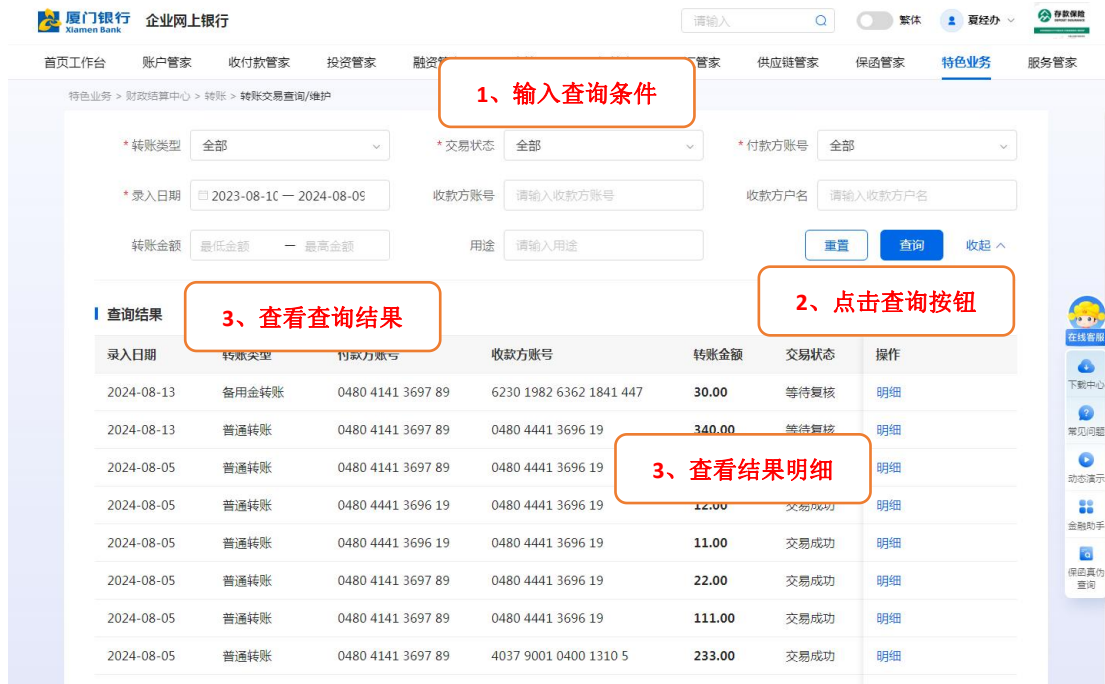 厦门银行 企业网上银行 请输入 繁体 夏经办 存款保险
Xiamen Bank
首页工作台 账户管家 收付款管家 投资管家 融资 管家 供应链管家 保函管家 特色业务 服务管家
特色业务 > 财政结算中心 > 转账 > 转账交易查询/维护
1、输入查询条件
* 转账类型 全部 * 交易状态 全部 * 付款方账号 全部
* 录入日期 2023-08-10 — 2024-08-09 收款方账号 请输入收款方账号 收款方户名 请输入收款方户名
转账金额 最低金额 — 最高金额 用途 请输入用途 重置 查询 收起
2、点击查询按钮
查询结果
3、查看查询结果
录入日期 转账类型 付款方账号 收款方账号 转账金额 交易状态 操作
2024-08-13 备用金转账 0480 4141 3697 89 6230 1982 6362 1841 447 30.00 等待复核 明细
2024-08-13 普通转账 0480 4141 3697 89 0480 4441 3696 19 340.00 等待复核 明细
2024-08-05 普通转账 0480 4141 3697 89 0480 4441 3696 19 明细
3、查看结果明细
2024-08-05 普通转账 0480 4441 3696 19 0480 4441 3696 19 12.00 交易成功 明细
2024-08-05 普通转账 0480 4441 3696 19 0480 4441 3696 19 11.00 交易成功 明细
2024-08-05 普通转账 0480 4141 3697 89 0480 4441 3696 19 22.00 交易成功 明细
2024-08-05 普通转账 0480 4141 3697 89 0480 4441 3696 19 111.00 交易成功 明细
2024-08-05 普通转账 0480 4141 3697 89 4037 9001 0400 1310 5 233.00 交易成功 明细
在线客服
下载中心
常见问题
动态演示
金融助手
保函真伪
查询